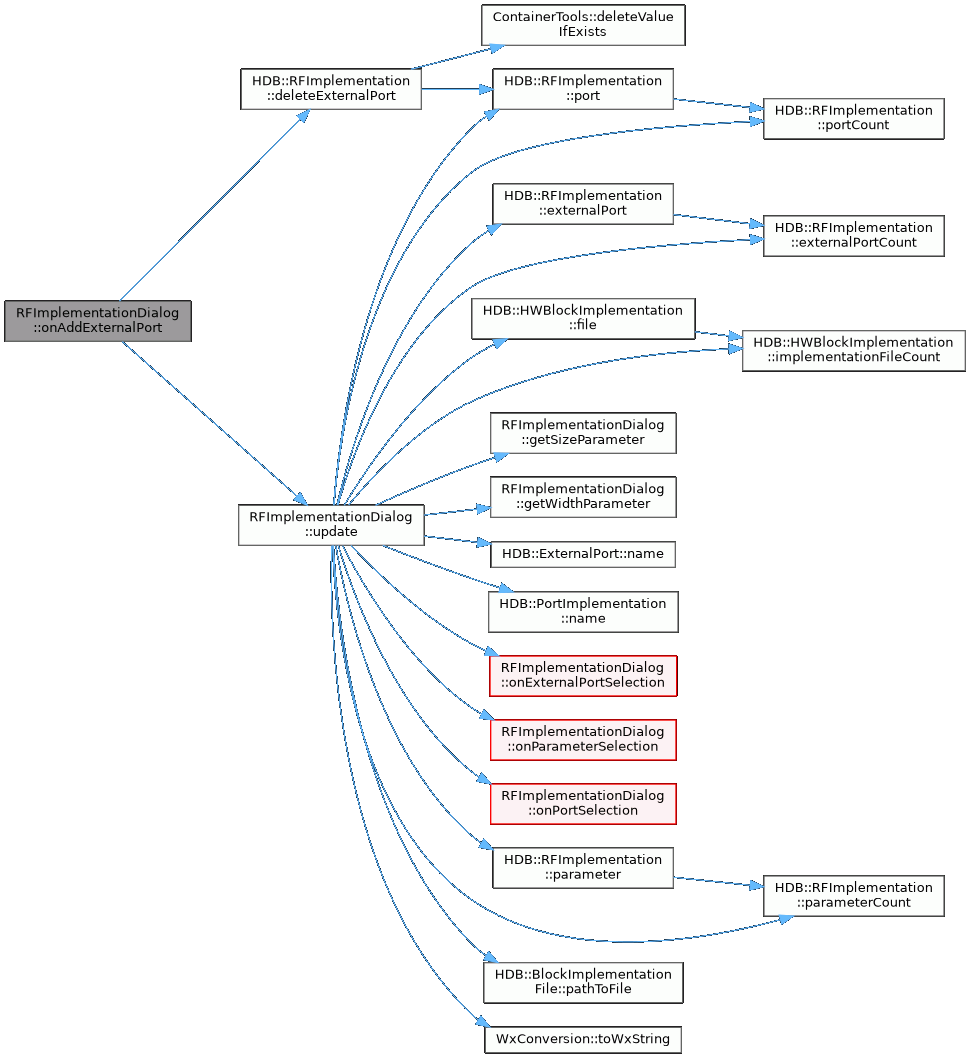 ContainerTools::deleteValue
IfExists
HDB::RFImplementation
::deleteExternalPort
HDB::RFImplementation
::port
HDB::RFImplementation
::portCount
HDB::RFImplementation
::externalPort
HDB::RFImplementation
::externalPortCount
RFImplementationDialog
::onAddExternalPort
HDB::HWBlockImplementation
::file
HDB::HWBlockImplementation
::implementationFileCount
RFImplementationDialog
::getSizeParameter
RFImplementationDialog
::getWidthParameter
RFImplementationDialog
::update
HDB::ExternalPort::name
HDB::PortImplementation
::name
RFImplementationDialog
::onExternalPortSelection
RFImplementationDialog
::onParameterSelection
RFImplementationDialog
::onPortSelection
HDB::RFImplementation
::parameter
HDB::RFImplementation
::parameterCount
HDB::BlockImplementation
File::pathToFile
WxConversion::toWxString